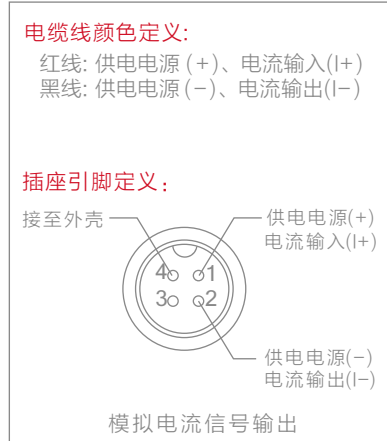 电缆线颜色定义:
红线: 供电电源 (+)、电流输入(I+)
黑线: 供电电源 (−)、电流输出(I−)
插座引脚定义：
接至外壳
供电电源(+)
电流输入(I+)
4 1
3 2
供电电源(−)
电流输出(I−)
模拟电流信号输出